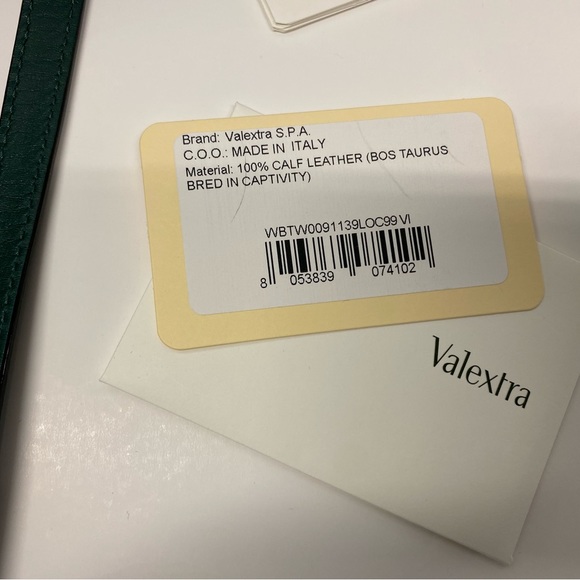 Brand: Valextra S.P.A.
C.O.O.: MADE IN ITALY
Material: 100% CALF LEATHER (BOS TAURUS
BRED IN CAPTIVITY)
WBTW0091139LOC99 VI
8 053839 074102
Valextra